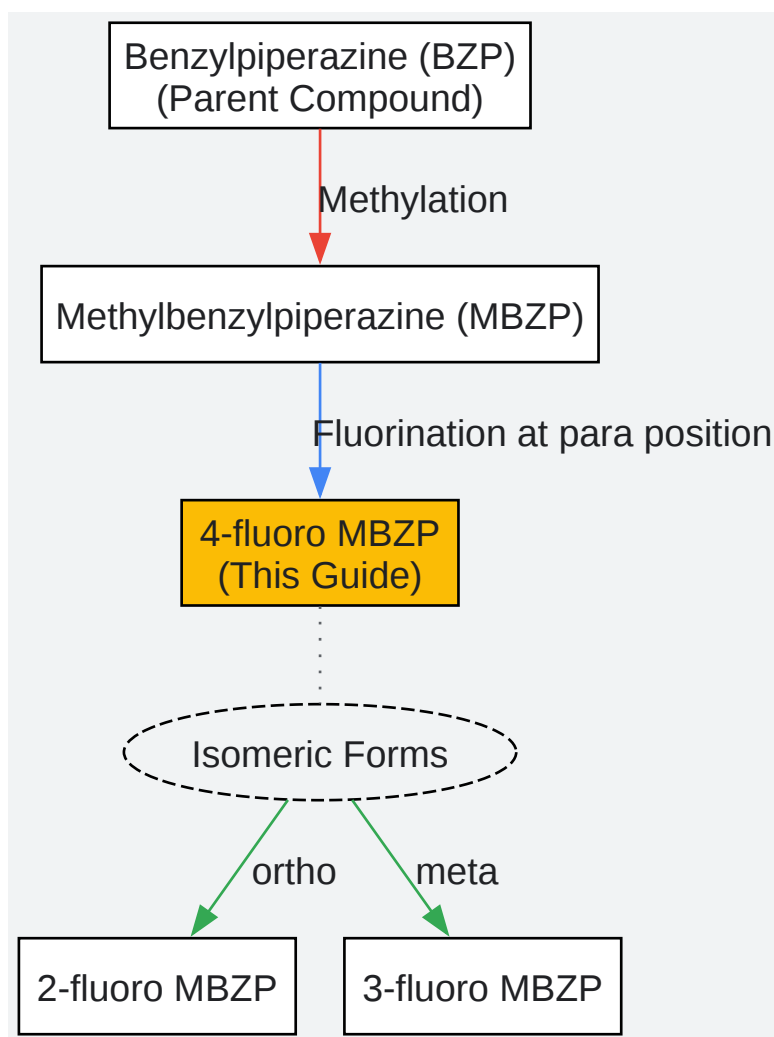 Benzylpiperazine (BZP)
(Parent Compound)
Methylation
Methylbenzylpiperazine (MBZP)
Fluorination at para position
4-fluoro MBZP
(This Guide)
Isomeric Forms
ortho
meta
2-fluoro MBZP
3-fluoro MBZP